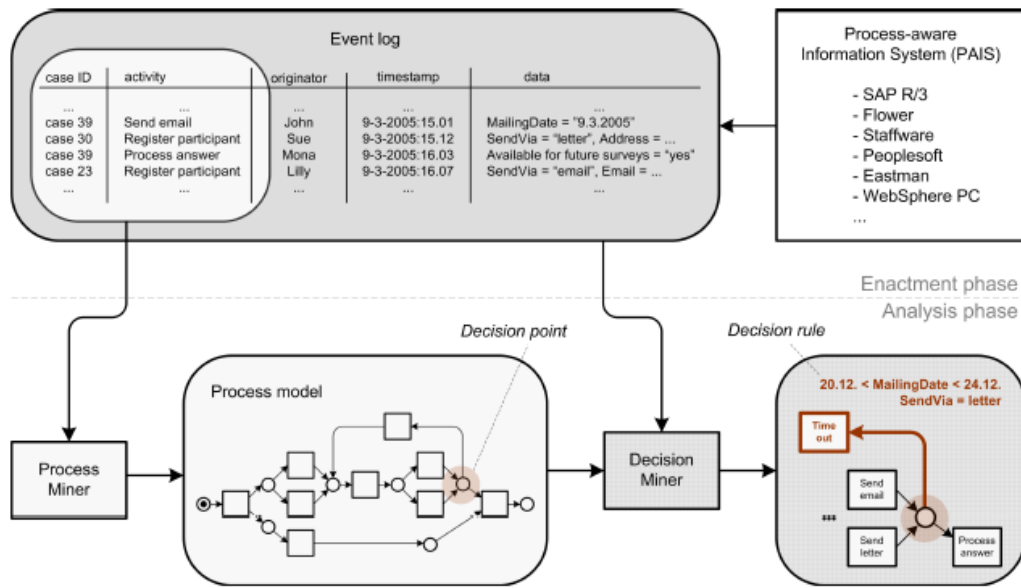 Event log
case ID activity originator timestamp data
... ... ...
case 39 Send email John 9-3-2005:15.01 MailingDate = "9.3.2005"
case 30 Register participant Sue 9-3-2005:15.12 SendVia = "letter", Address = ...
case 39 Process answer Mona 9-3-2005:16.03 Available for future surveys = "yes"
case 23 Register participant Lilly 9-3-2005:16.07 SendVia = "email", Email = ...
... ... ...
Process-aware
Information System (PAIS)
- SAP R/3
- Flower
- Staffware
- Peoplesoft
- Eastman
- WebSphere PC
...
Enactment phase
Analysis phase
Decision point
Decision rule
Process
Miner
Process model
Decision
Miner
20.12. < MailingDate < 24.12.
SendVia = letter
Time
out
Send
email
...
Send
letter
Process
answer